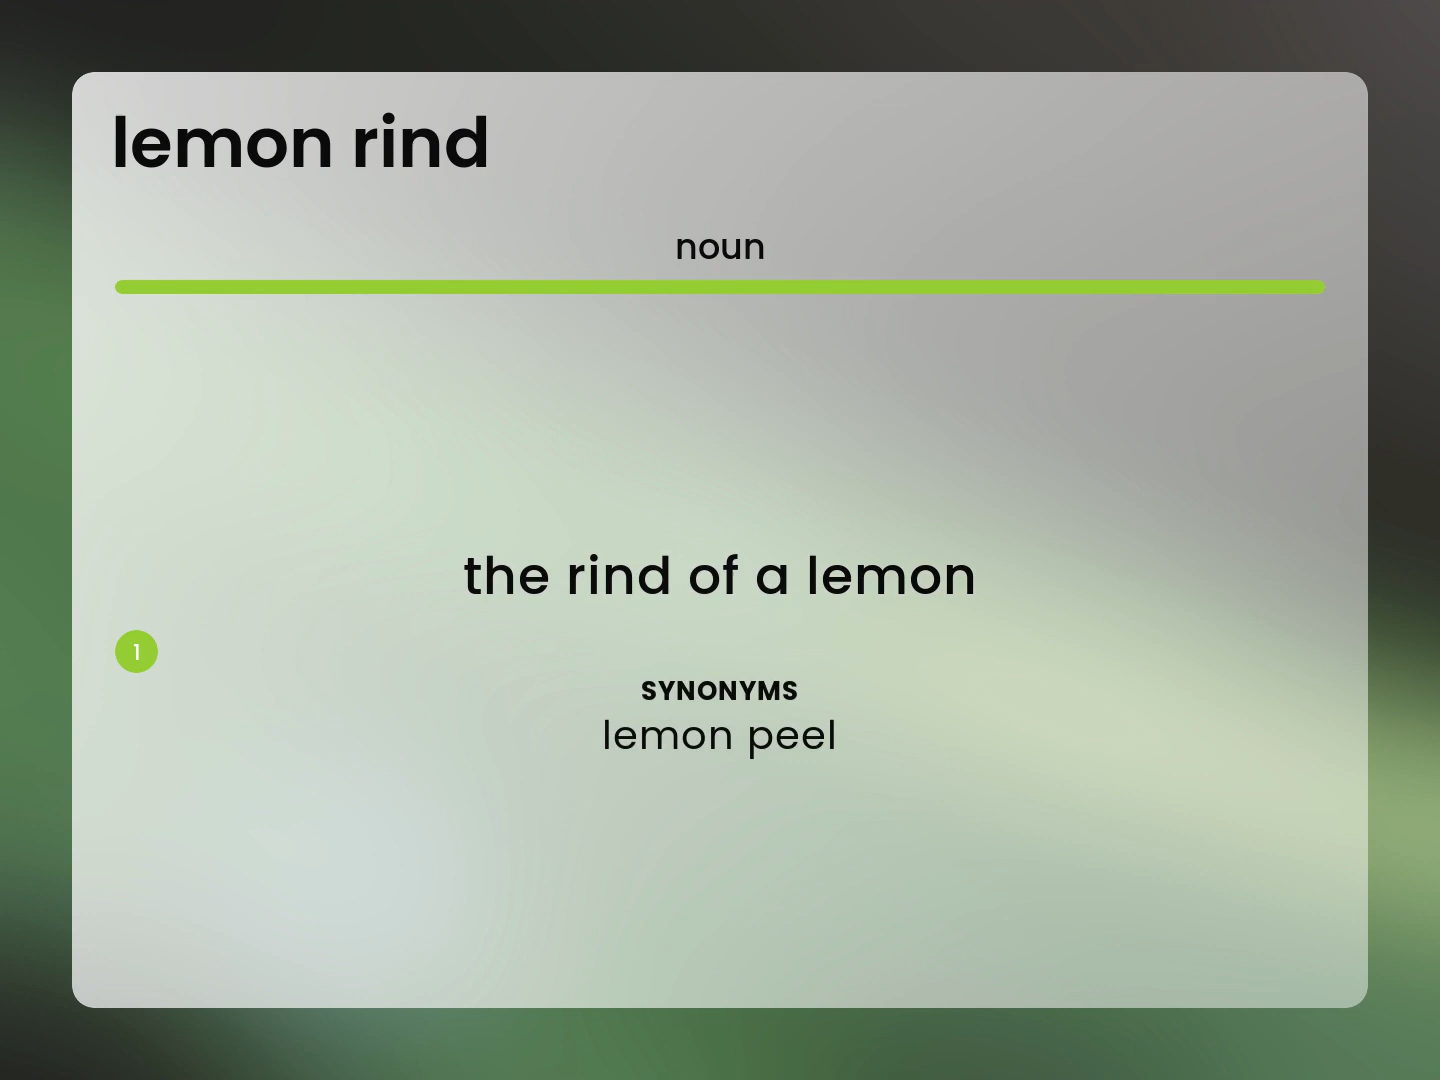 lemon rind
noun
the rind of a lemon
1
SYNONYMS
lemon peel